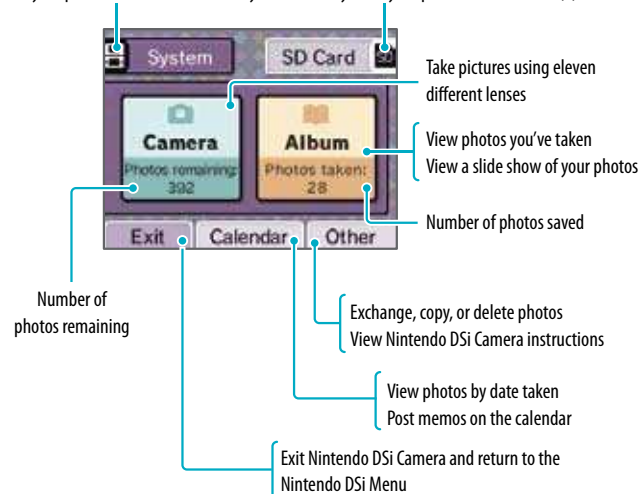 System
SD Card
Take pictures using eleven
different lenses
Camera
Album
View photos you've taken
View a slide show of your photos
Photos remaining:
392
Photos taken:
28
Number of photos saved
Exit
Calendar
Other
Number of
photos remaining
Exchange, copy, or delete photos
View Nintendo DSi Camera instructions
View photos by date taken
Post memos on the calendar
Exit Nintendo DSi Camera and return to the
Nintendo DSi Menu